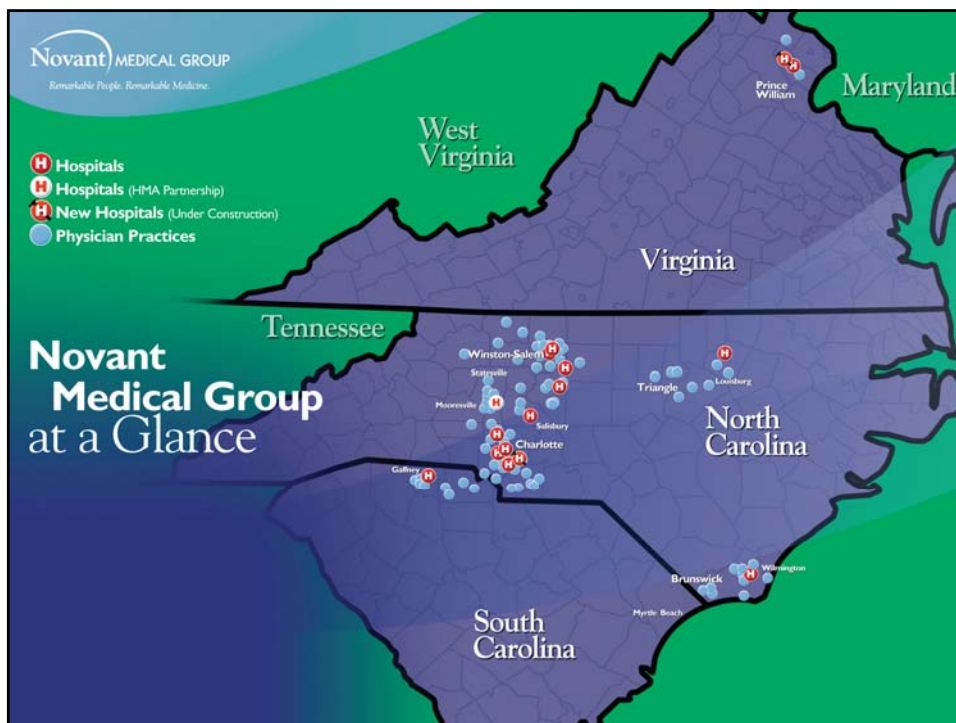 Novant MEDICAL GROUP
Remarkable People. Remarkable Medicine.
H Hospitals
H Hospitals (HMA Partnership)
H New Hospitals (Under Construction)
Physician Practices
Novant
Medical Group
at a Glance
West
Virginia
Maryland
Prince
William
H
H
Virginia
Tennessee
Winston-Salem
H
H
H
Statesville
Mooresville
H
H
Salisbury
H
Charlotte
H
H
H
H
Gaffney
H
H
Triangle
Louisburg
North
Carolina
Brunswick
H
Wilmington
Myrtle Beach
South
Carolina